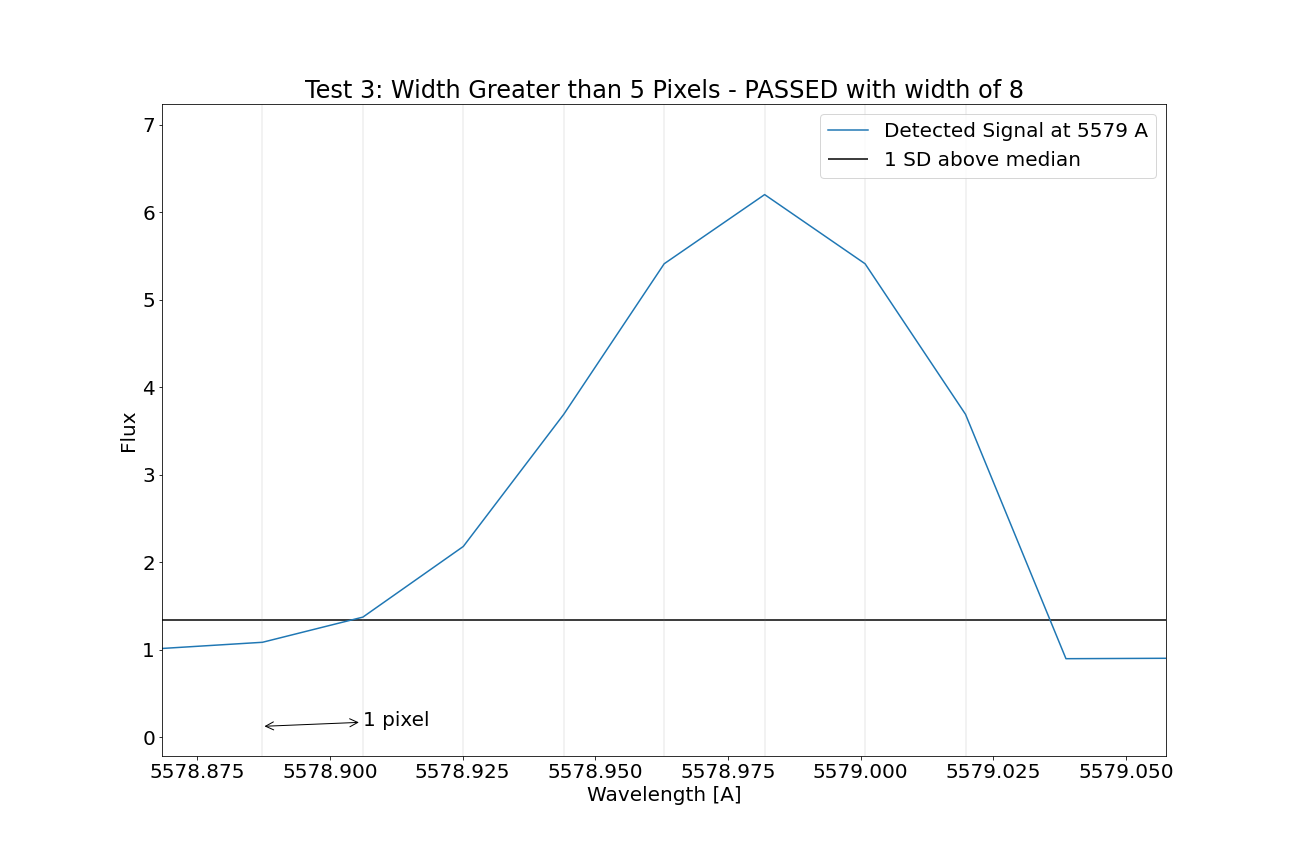 Test 3: Width Greater than 5 Pixels - PASSED with width of 8
Detected Signal at 5579 A
1 SD above median
7
6
5
4
3
2
1
0
Flux
1 pixel
5578.875 5578.900 5578.925 5578.950 5578.975 5579.000 5579.025 5579.050
Wavelength [A]